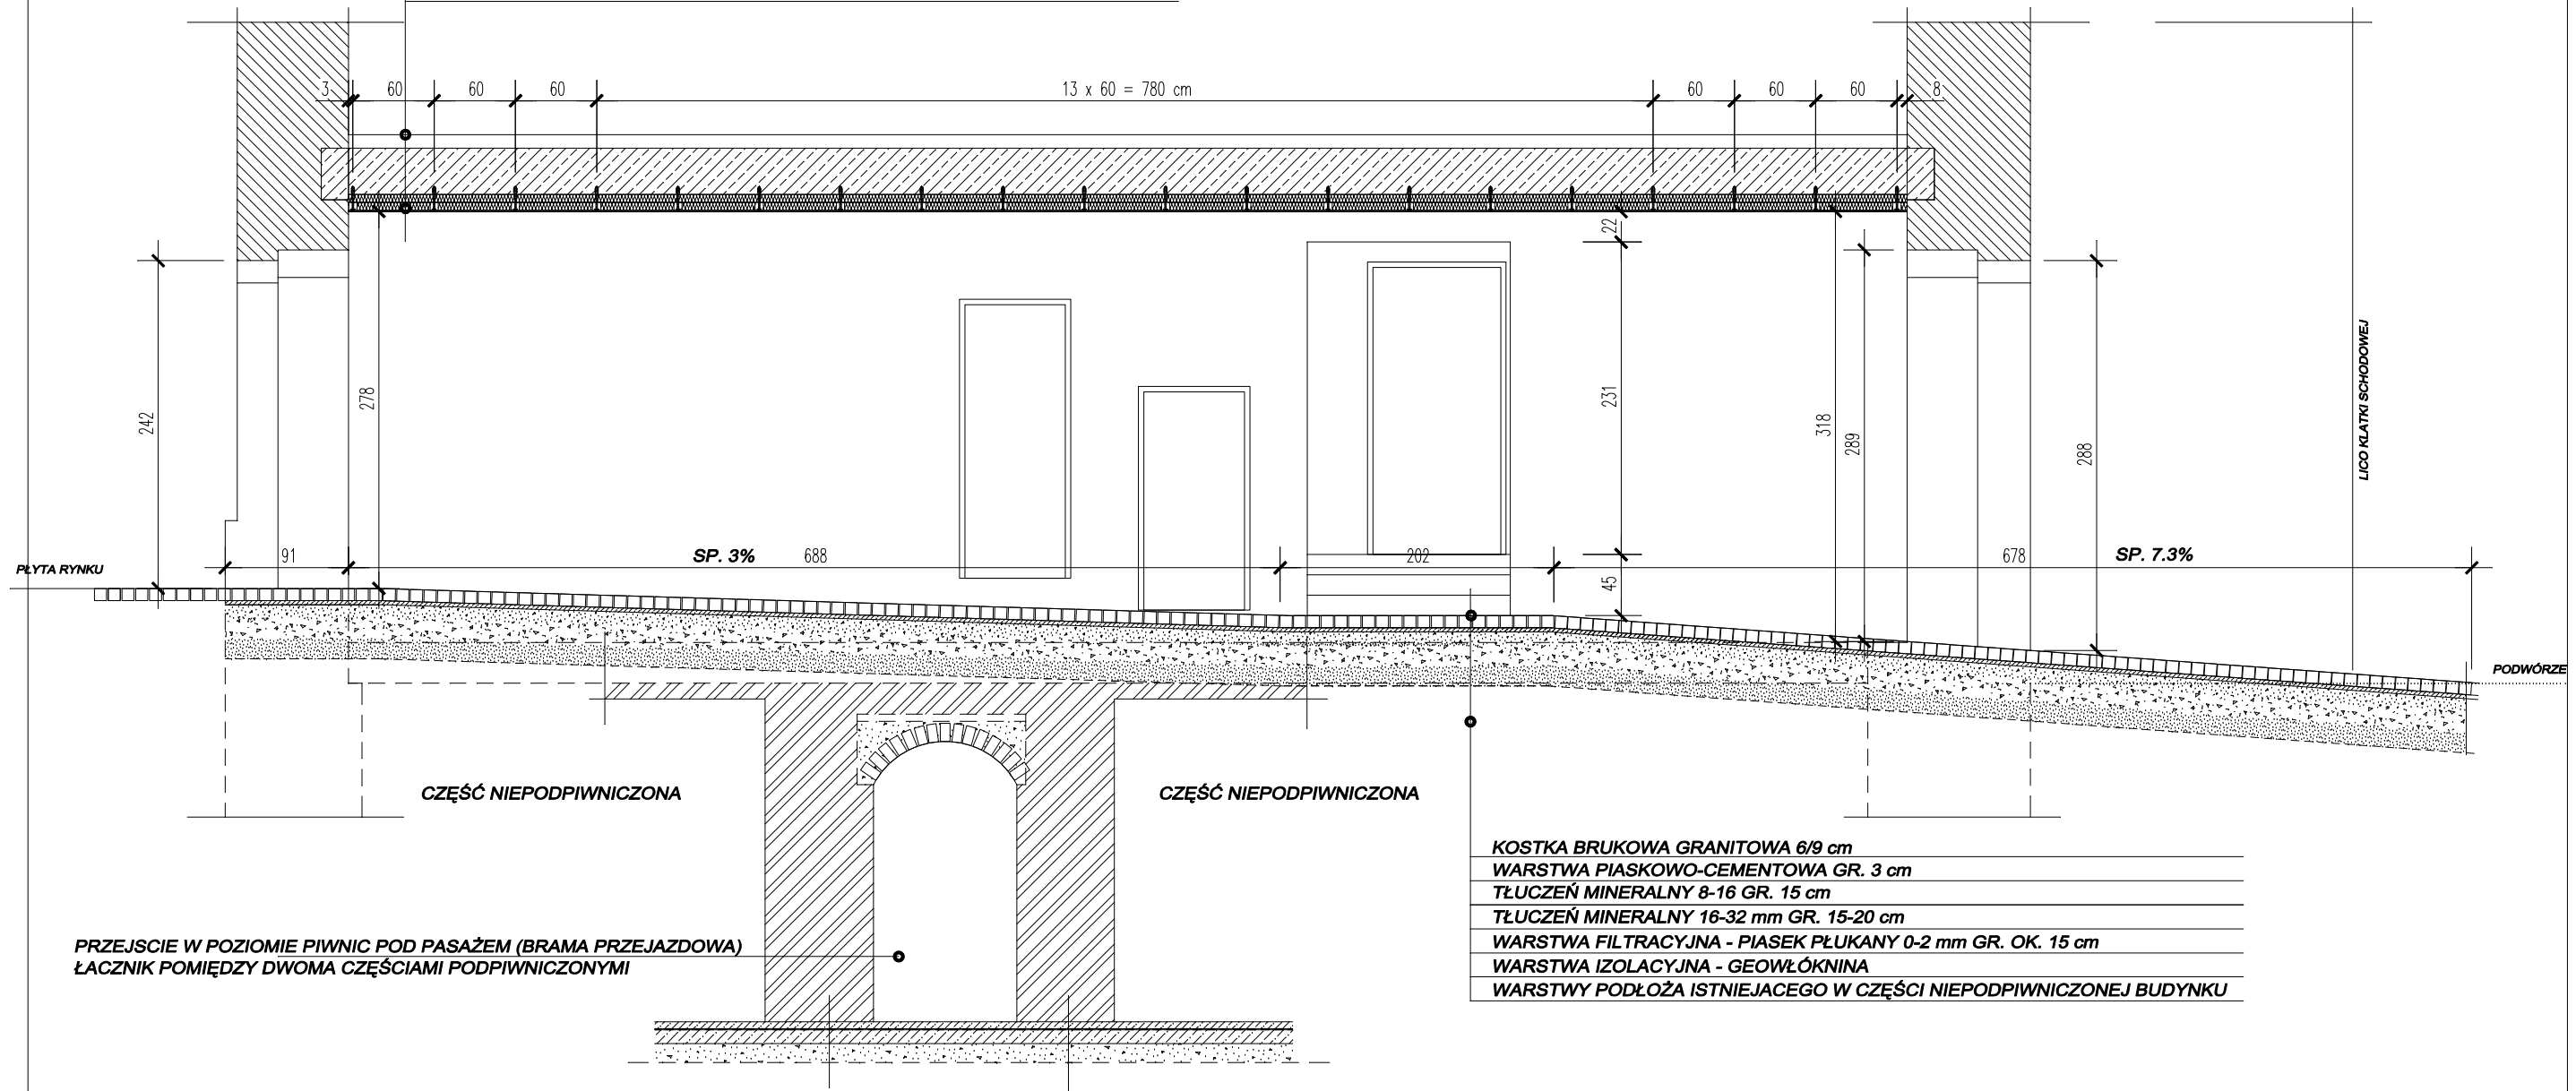 3 60 60 60 13 x 60 = 780 cm 60 60 60 8
22
242
278
231
318
289
288
LICO KLATKI SCHODOWEJ
91 SP. 3% 688 202 678 SP. 7.3%
PŁYTA RYNKU
45
PODWÓRZE
CZĘŚĆ NIEPODPIWNICZONA
CZĘŚĆ NIEPODPIWNICZONA
KOSTKA BRUKOWA GRANITOWA 6/9 cm
WARSTWA PIASKOWO-CEMENTOWA GR. 3 cm
TŁUCZEŃ MINERALNY 8-16 GR. 15 cm
TŁUCZEŃ MINERALNY 16-32 mm GR. 15-20 cm
WARSTWA FILTRACYJNA - PIASEK PŁUKANY 0-2 mm GR. OK. 15 cm
WARSTWA IZOLACYJNA - GEOWŁÓKNINA
WARSTWY PODŁOŻA ISTNIEJACEGO W CZĘŚCI NIEPODPIWNICZONEJ BUDYNKU
PRZEJSCIE W POZIOMIE PIWNIC POD PASAŻEM (BRAMA PRZEJAZDOWA)
ŁACZNIK POMIĘDZY DWOMA CZĘŚCIAMI PODPIWNICZONYMI